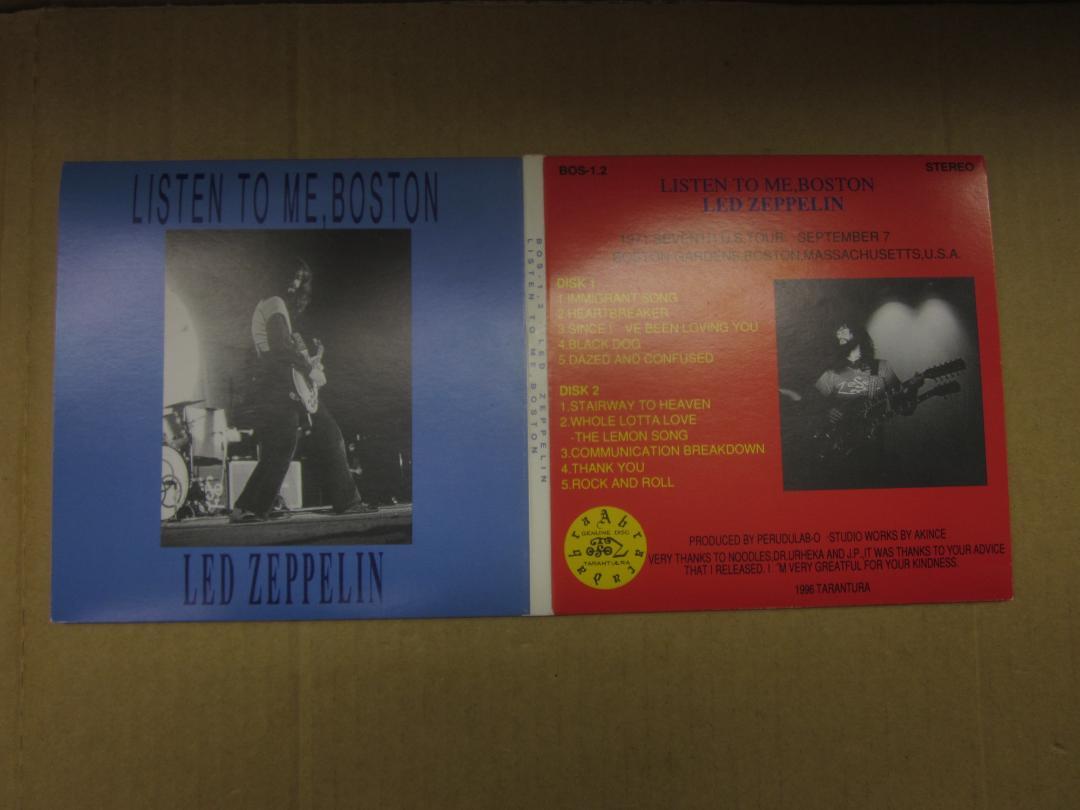 LISTEN TO ME,BOSTON
LED ZEPPELIN
BOS-1,2 LED ZEPPELIN
LISTEN TO ME,BOSTON
BOS-1.2
STEREO
LISTEN TO ME,BOSTON
LED ZEPPELIN
1971 SEVENTH U.S.TOUR. SEPTEMBER 7
BOSTON GARDENS,BOSTON,MASSACHUSETTS,U.S.A.
DISK 1
1.IMMIGRANT SONG
2.HEARTBREAKER
3.SINCE I VE BEEN LOVING YOU
4.BLACK DOG
5.DAZED AND CONFUSED
DISK 2
1.STAIRWAY TO HEAVEN
2.WHOLE LOTTA LOVE
-THE LEMON SONG
3.COMMUNICATION BREAKDOWN
4.THANK YOU
5.ROCK AND ROLL
GENUINE DISC
TARANTURA
PRODUCED BY PERUDULAB-O ·STUDIO WORKS BY AKINCE
VERY THANKS TO NOODLES,DR.URHEKA AND J.P..IT WAS THANKS TO YOUR ADVICE
THAT I RELEASED. I ¨M VERY GREATFUL FOR YOUR KINDNESS.
1996 TARANTURA